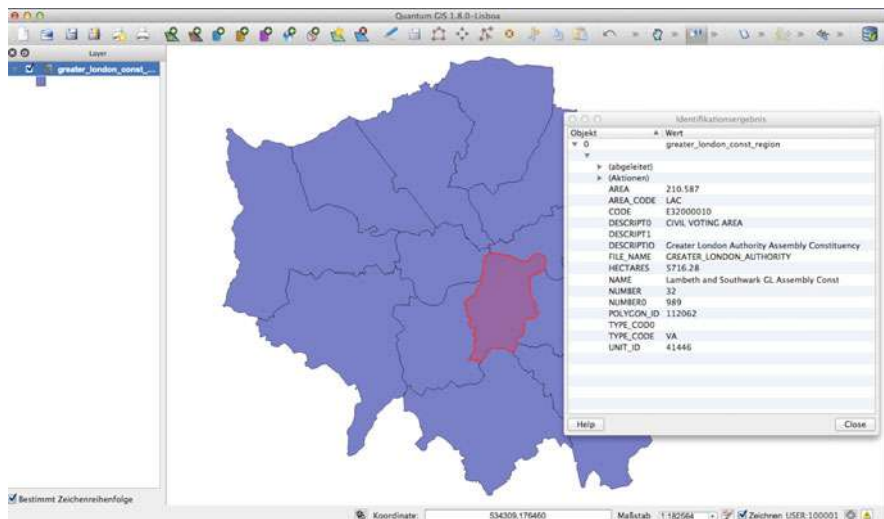 Quantum GIS 1.8.0-Lisboa
Layer
greater_london_const_...
Identifikationsergebnis
Objekt Wert
0 greater_london_const_region
(abgeleitet)
(Aktionen)
AREA 210.587
AREA_CODE LAC
CODE E32000010
DESCRIPT0 CIVIL VOTING AREA
DESCRIPT1
DESCRIPTIO Greater London Authority Assembly Constituency
FILE_NAME GREATER_LONDON_AUTHORITY
HECTARES 5716.28
NAME Lambeth and Southwark GL Assembly Const
NUMBER 32
NUMBER0 989
POLYGON_ID 112062
TYPE_COD0
TYPE_CODE VA
UNIT_ID 41446
Help Close
Bestimmt Zeichenreihenfolge
Koordinate: 534309,176460 Maßstab 1:182564 Zeichnen USER:100001